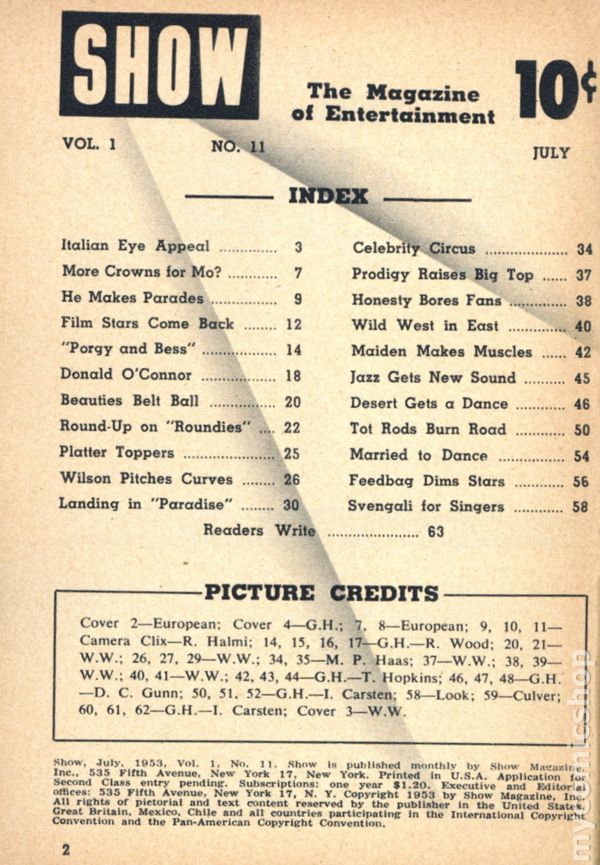 SHOW
The Magazine
of Entertainment
10¢
VOL. 1 NO. 11 JULY
INDEX
Italian Eye Appeal .............. 3
More Crowns for Mo? .......... 7
He Makes Parades .............. 9
Film Stars Come Back ........ 12
"Porgy and Bess" ................ 14
Donald O'Connor ................ 18
Beauties Belt Ball ................ 20
Round-Up on "Roundies" .... 22
Platter Toppers .................... 25
Wilson Pitches Curves ........ 26
Landing in "Paradise" ........ 30
Celebrity Circus .................. 34
Prodigy Raises Big Top ...... 37
Honesty Bores Fans ............ 38
Wild West in East .............. 40
Maiden Makes Muscles ...... 42
Jazz Gets New Sound .......... 45
Desert Gets a Dance .......... 46
Tot Rods Burn Road ............ 50
Married to Dance ................ 54
Feedbag Dims Stars ............ 56
Svengali for Singers ............ 58
Readers Write ...................... 63
PICTURE CREDITS
Cover 2—European; Cover 4—G.H.; 7, 8—European; 9, 10, 11—
Camera Clix—R. Halmi; 14, 15, 16, 17—G.H.—R. Wood; 20, 21—
W.W.; 26, 27, 29—W.W.; 34, 35—M. P. Haas; 37—W.W.; 38, 39—
W.W.; 40, 41—W.W.; 42, 43, 44—G.H.—T. Hopkins; 46, 47, 48—G.H.
—D. C. Gunn; 50, 51, 52—G.H.—I. Carsten; 58—Look; 59—Culver;
60, 61, 62—G.H.—I. Carsten; Cover 3—W.W.
Show, July, 1953, Vol. 1, No. 11. Show is published monthly by Show Magazine,
Inc., 535 Fifth Avenue, New York 17, New York. Printed in U.S.A. Application for
Second Class entry pending. Subscriptions: one year $1.20. Executive and Editorial
offices: 535 Fifth Avenue, New York 17, N. Y. Copyright 1953 by Show Magazine, Inc.
All rights of pictorial and text content reserved by the publisher in the United States,
Great Britain, Mexico, Chile and all countries participating in the International Copyright
Convention and the Pan-American Copyright Convention.
2
mycomicshop